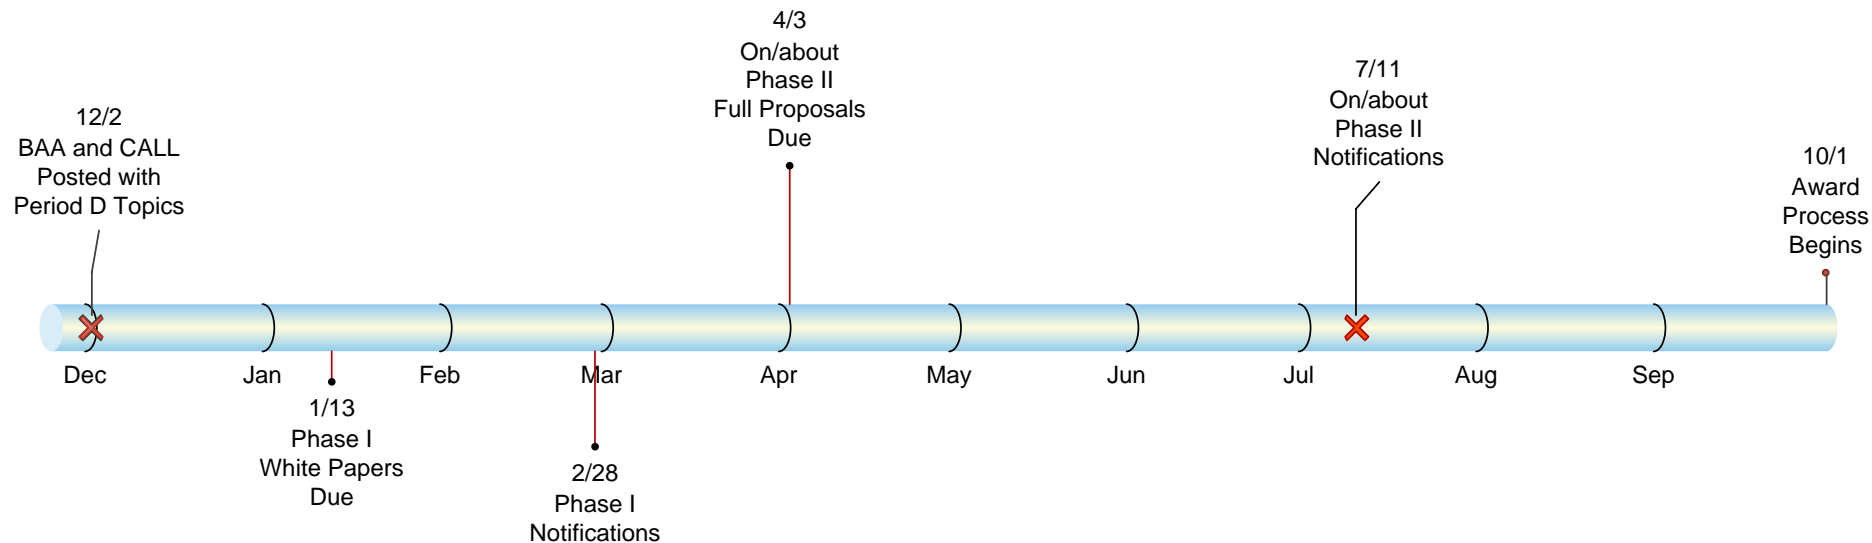 4/3
On/about
Phase II
Full Proposals
Due
7/11
On/about
Phase II
Notifications
12/2
BAA and CALL
Posted with
Period D Topics
10/1
Award
Process
Begins
Dec
Jan
Feb
Mar
Apr
May
Jun
Jul
Aug
Sep
1/13
Phase I
White Papers
Due
2/28
Phase I
Notifications